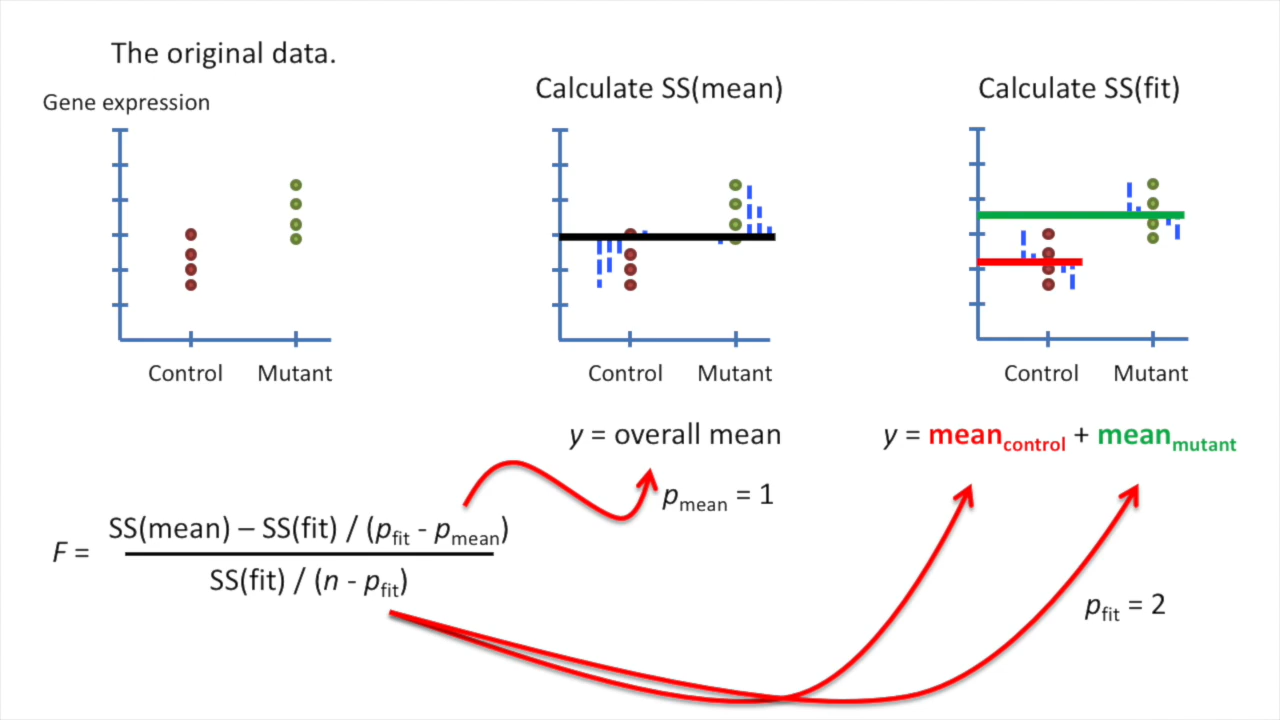 The original data.
Gene expression
Control Mutant
Calculate SS(mean)
Control Mutant
y = overall mean
pmean = 1
Calculate SS(fit)
Control Mutant
y = meancontrol + meanmutant
pfit = 2
F =
SS(mean) – SS(fit) / (pfit - pmean)
SS(fit) / (n - pfit)